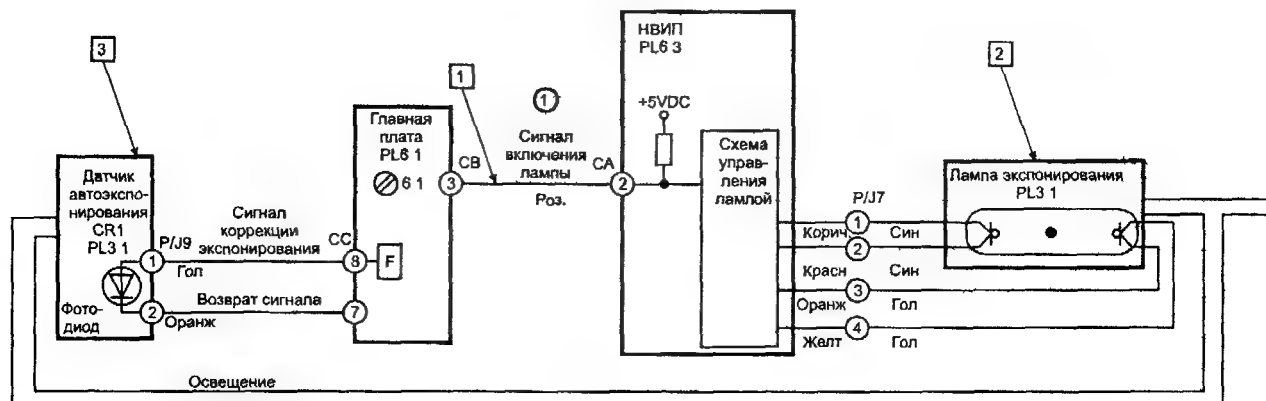 3
1
2
НВИП
PL6 3
+5VDC
1
Главная
плата
PL6 1
6 1
CB
3
Сигнал
включения
лампы
Роз.
CA
2
Схема
управ-
ления
лампой
Лампа экспонирования
PL3 1
Датчик
автоэкспо-
нирования
CR1
PL3 1
Фото-
диод
P/J9
1
Гол
2
Оранж
Сигнал
коррекции
экспонирования
CC
8
F
Возврат сигнала
7
P/J7
Корич
1
Син
2
Красн
Син
3
Оранж
Гол
4
Желт
Гол
Освещение